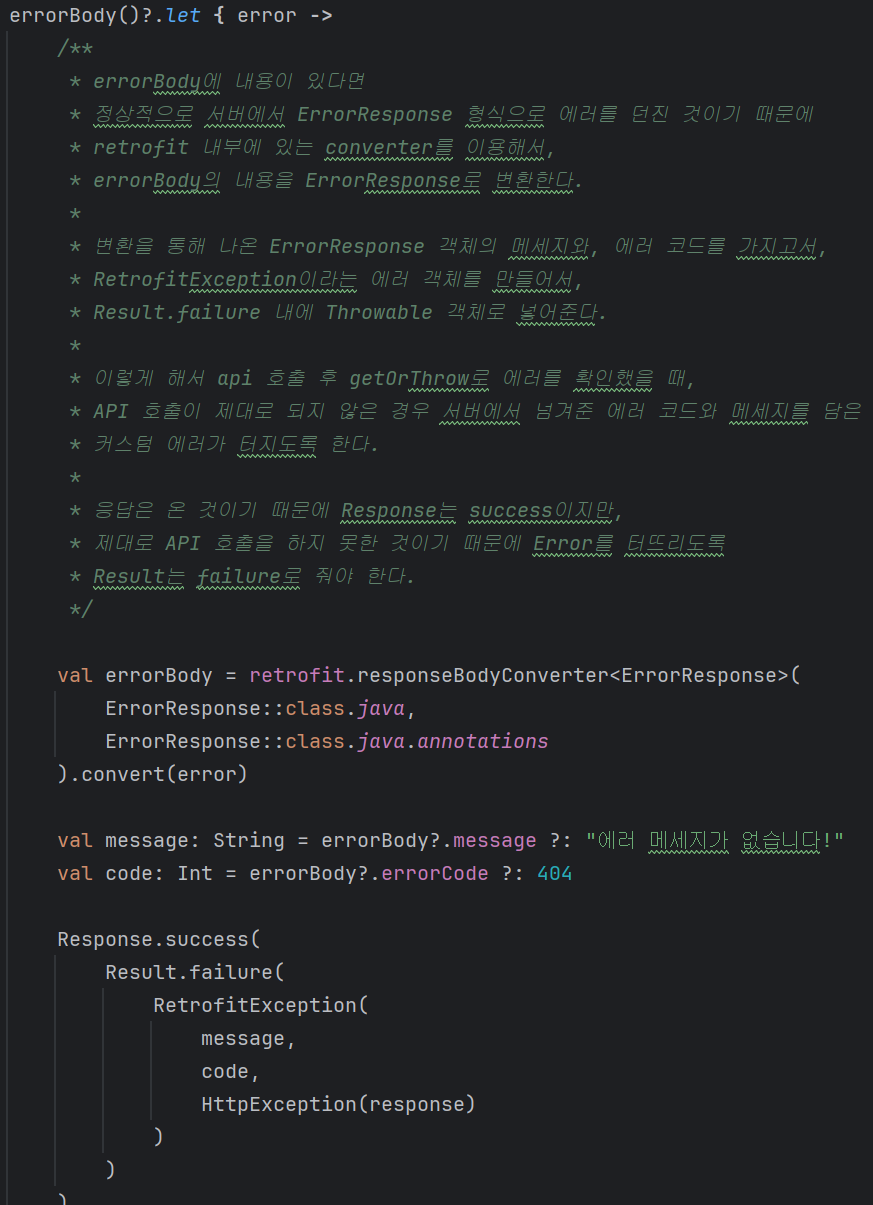 errorBody()?.let { error ->
/**
* errorBody에 내용이 있다면
* 정상적으로 서버에서 ErrorResponse 형식으로 에러를 던진 것이기 때문에
* retrofit 내부에 있는 converter를 이용해서,
* errorBody의 내용을 ErrorResponse로 변환한다.
*
* 변환을 통해 나온 ErrorResponse 객체의 메세지와, 에러 코드를 가지고서,
* RetrofitException이라는 에러 객체를 만들어서,
* Result.failure 내에 Throwable 객체로 넣어준다.
*
* 이렇게 해서 api 호출 후 getOrThrow로 에러를 확인했을 때,
* API 호출이 제대로 되지 않은 경우 서버에서 넘겨준 에러 코드와 메세지를 담은
* 커스텀 에러가 터지도록 한다.
*
* 응답은 온 것이기 때문에 Response는 success이지만,
* 제대로 API 호출을 하지 못한 것이기 때문에 Error를 터뜨리도록
* Result는 failure로 줘야 한다.
*/
val errorBody = retrofit.responseBodyConverter<ErrorResponse>(
ErrorResponse::class.java,
ErrorResponse::class.java.annotations
).convert(error)
val message: String = errorBody?.message ?: "에러 메세지가 없습니다!"
val code: Int = errorBody?.errorCode ?: 404
Response.success(
Result.failure(
RetrofitException(
message,
code,
HttpException(response)
)
)
)